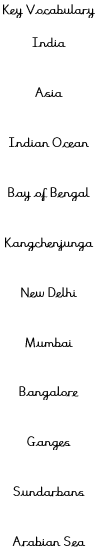 Key Vocabulary
India
Asia
Indian Ocean
Bay of Bengal
Kangchenjunga
New Delhi
Mumbai
Bangalore
Ganges
Sundarbans
Arabian Sea